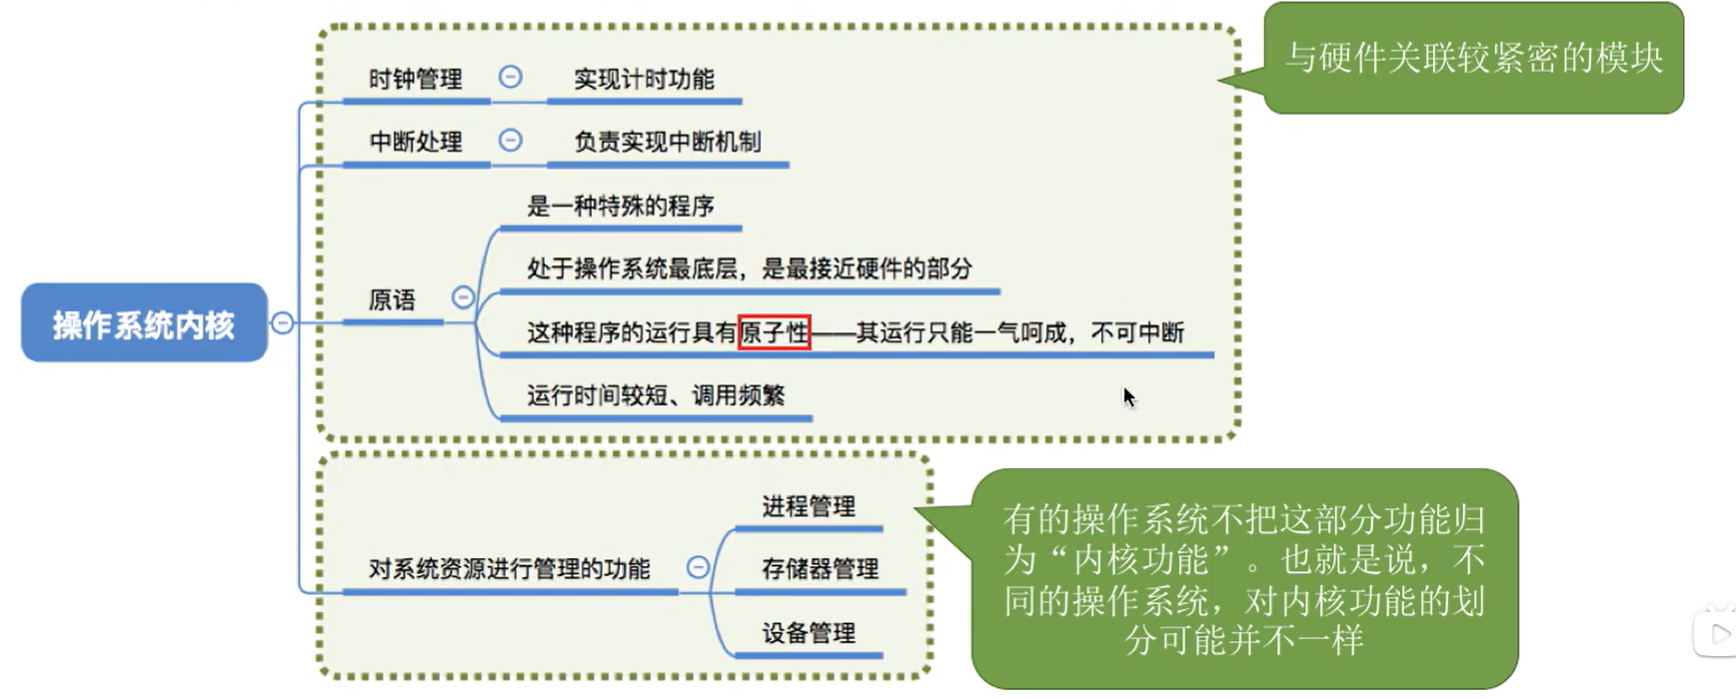 与硬件关联较紧密的模块
时钟管理
实现计时功能
中断处理
负责实现中断机制
是一种特殊的程序
处于操作系统最底层，是最接近硬件的部分
原语
这种程序的运行具有原子性——其运行只能一气呵成，不可中断
操作系统内核
运行时间较短、调用频繁
进程管理
对系统资源进行管理的功能
存储器管理
设备管理
有的操作系统不把这部分功能归
为“内核功能”。也就是说，不
同的操作系统，对内核功能的划
分可能并不一样